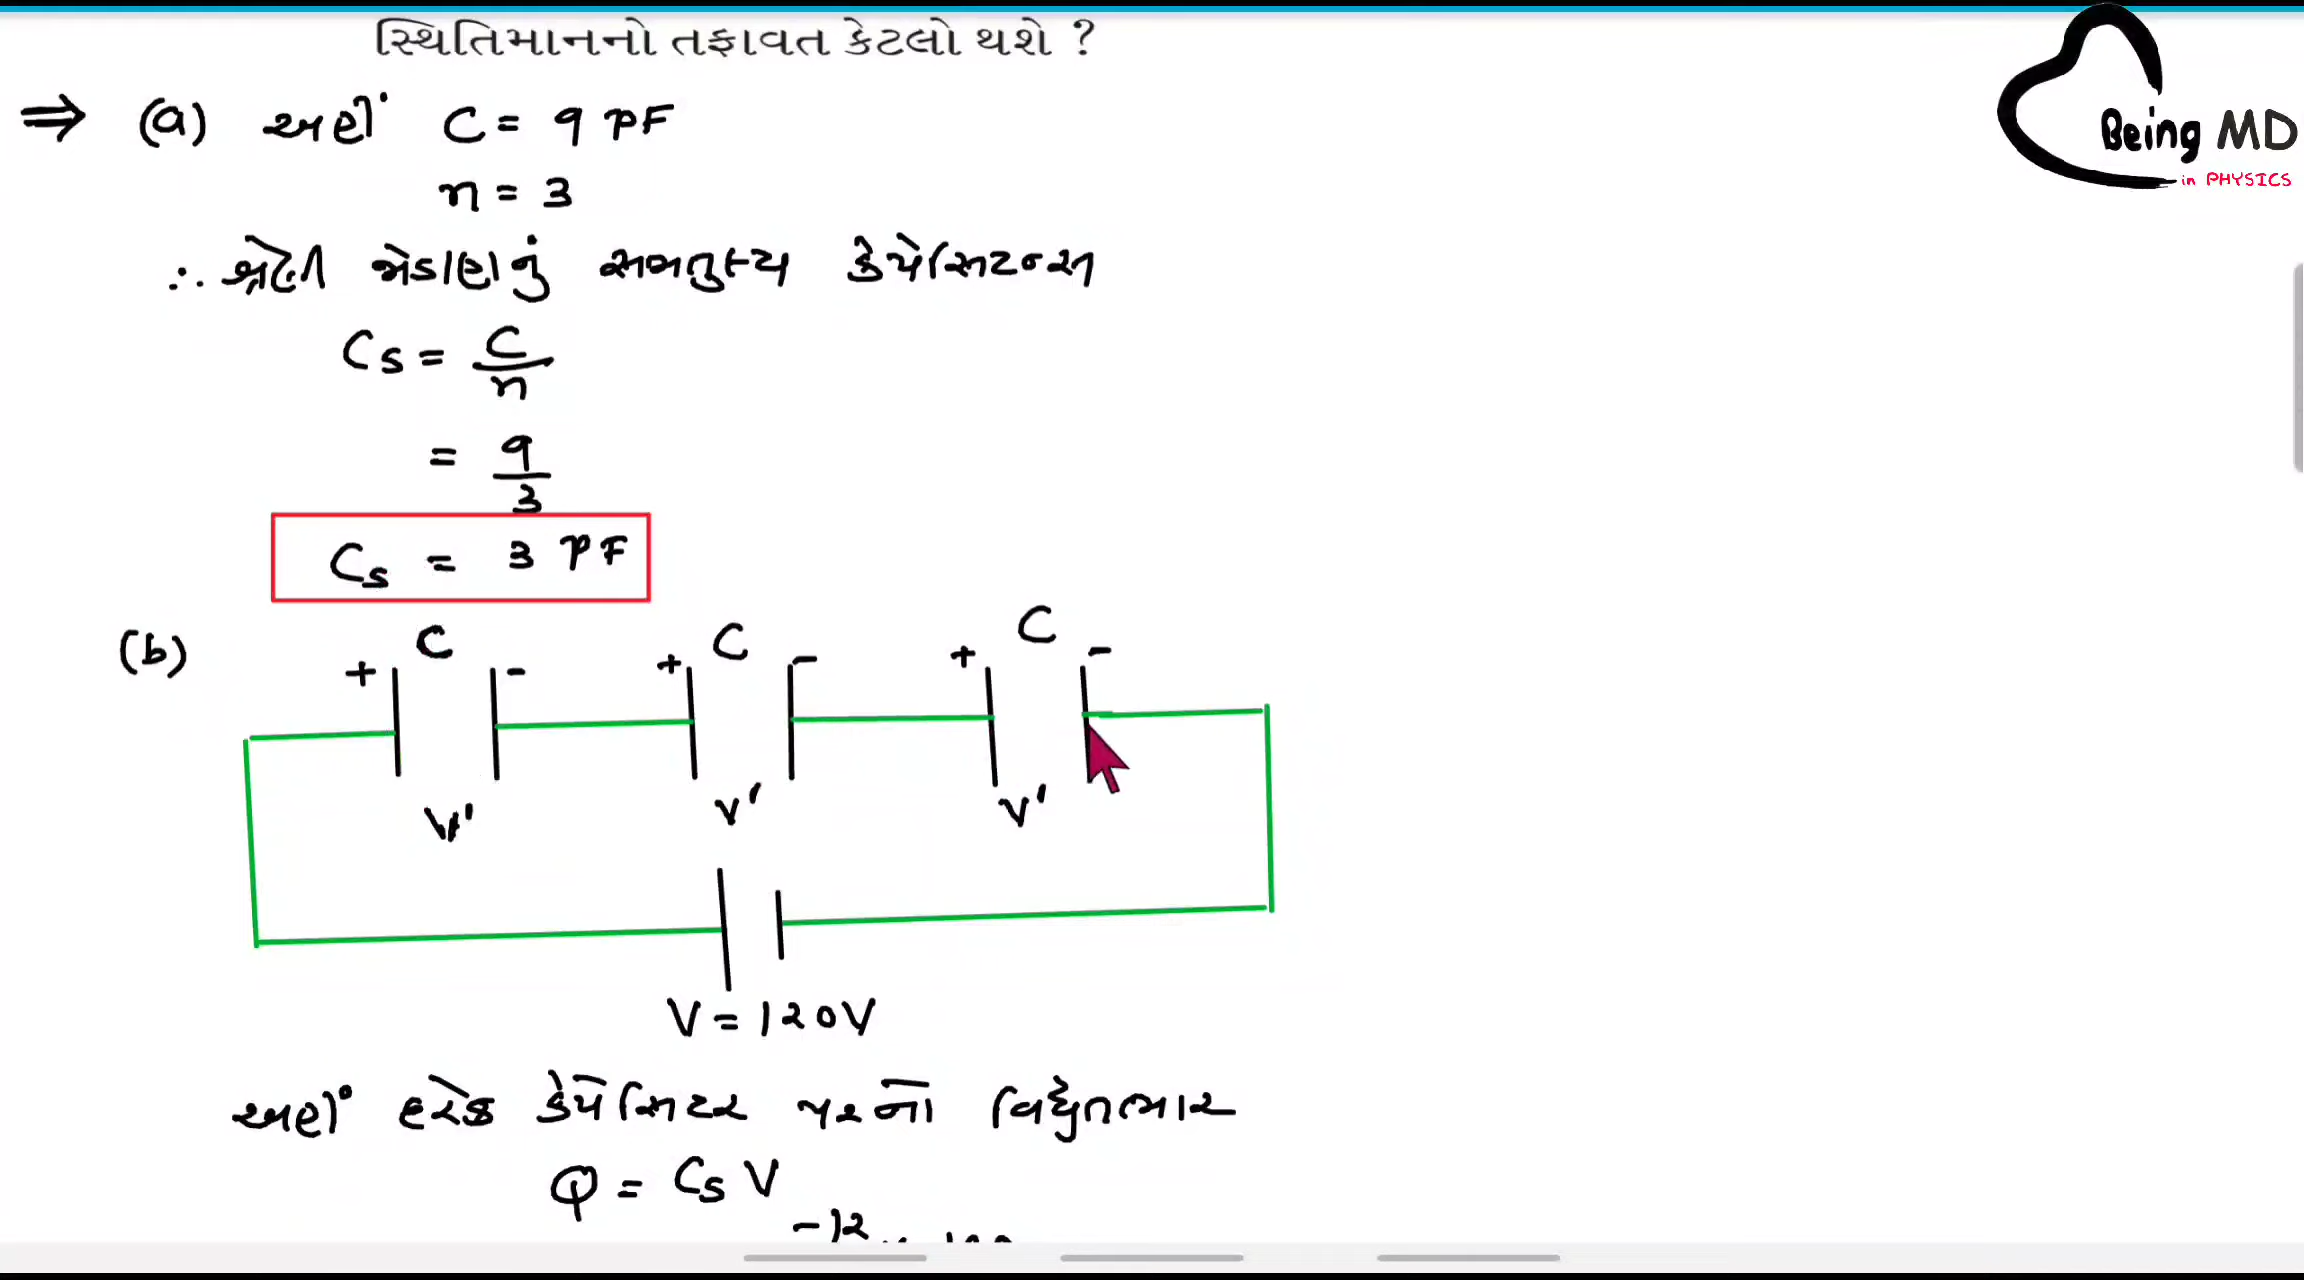 સ્થિતિમાનનો તફાવત કેટલો થશે ?
Being MD
in PHYSICS
⇒ (a) અહીં C = 9 PF
n = 3
∴ શ્રેણી જોડાણનું સમતુલ્ય કેપેસિટન્સ
Cs = C/n
= 9/3
Cs = 3 PF
(b)
+ C - + C - + C -
V' V' V'
V = 120V
અહીં દરેક કેપેસિટર પરનો વિદ્યુતભાર
Q = Cs V
-12